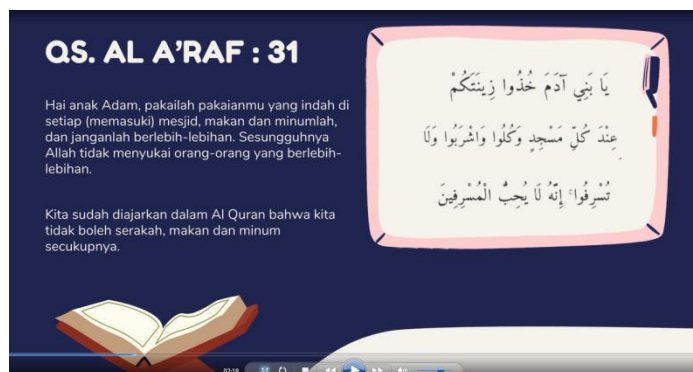 QS. AL A'RAF : 31
Hai anak Adam, pakailah pakaianmu yang indah di
setiap (memasuki) mesjid, makan dan minumlah,
dan janganlah berlebih-lebihan. Sesungguhnya
Allah tidak menyukai orang-orang yang berlebih-
lebihan.
Kita sudah diajarkan dalam Al Quran bahwa kita
tidak boleh serakah, makan dan minum
secukupnya.
يَا بَنِي آدَمَ خُذُوا زِينَتَكُمْ
عِنْدَ كُلِّ مَسْجِدٍ وَكُلُوا وَاشْرَبُوا وَلَا
تُسْرِفُوا ۚ إِنَّهُ لَا يُحِبُّ الْمُسْرِفِينَ
02:18